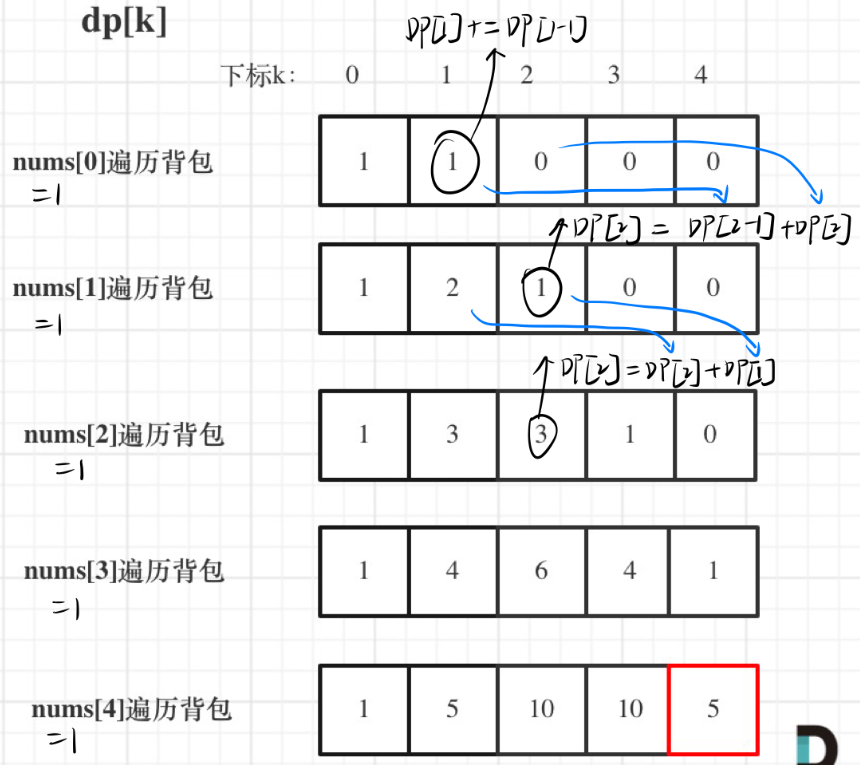 dp[k]
DP[1] += DP[1-1]
下标k: 0 1 2 3 4
nums[0]遍历背包 1 1 0 0 0
=1
DP[2] = DP[2-1]+DP[2]
nums[1]遍历背包 1 2 1 0 0
=1
DP[2]=DP[2]+DP[1]
nums[2]遍历背包 1 3 3 1 0
=1
nums[3]遍历背包 1 4 6 4 1
=1
nums[4]遍历背包 1 5 10 10 5
=1